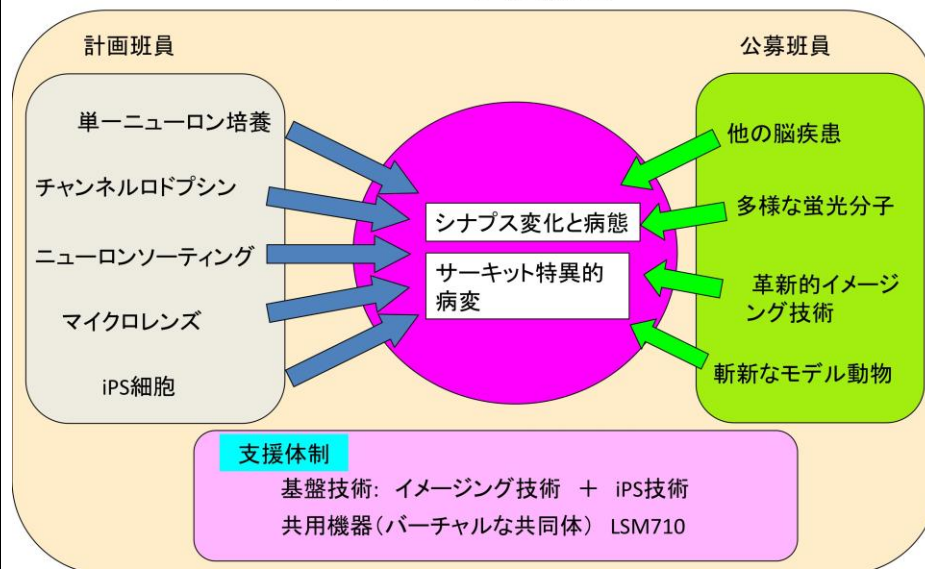 計画班員
単一ニューロン培養
チャンネルロドプシン
ニューロンソーティング
マイクロレンズ
iPS細胞
シナプス変化と病態
サーキット特異的
病変
公募班員
他の脳疾患
多様な蛍光分子
革新的イメージ
ング技術
斬新なモデル動物
支援体制
基盤技術: イメージング技術 + iPS技術
共用機器(バーチャルな共同体) LSM710